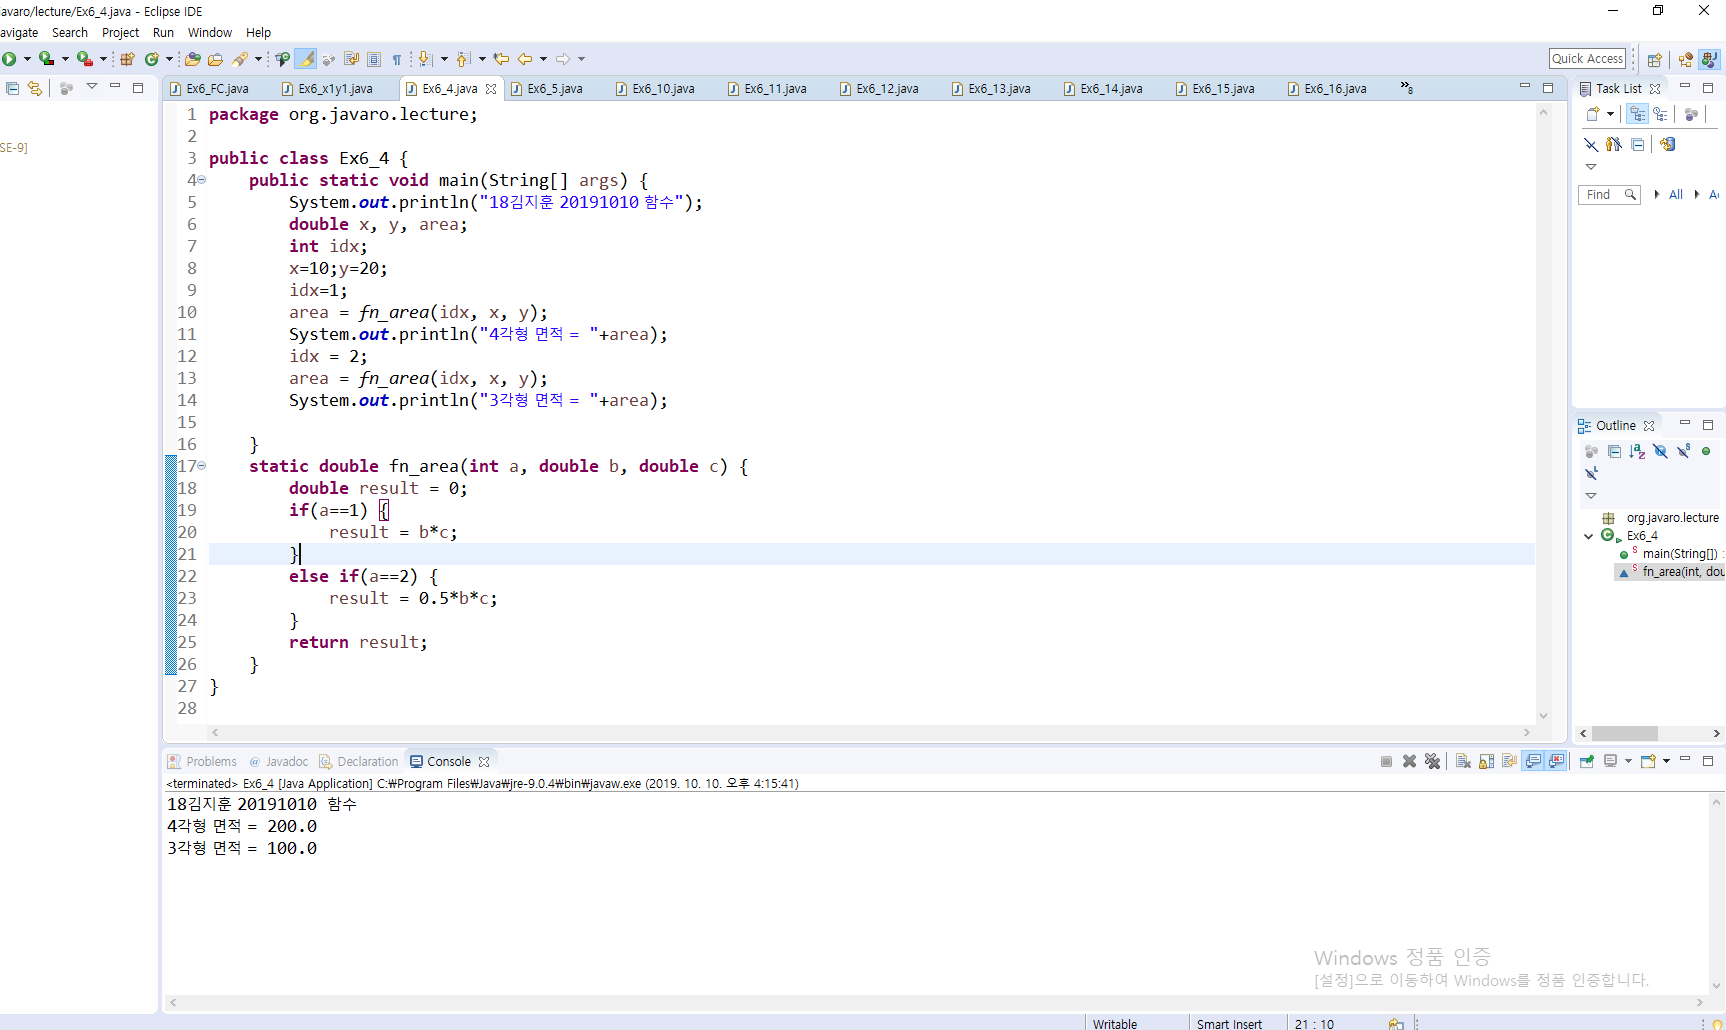 avaro/lecture/Ex6_4.java - Eclipse IDE
avigate Search Project Run Window Help
Quick Access
SE-9]
Ex6_FC.java Ex6_x1y1.java Ex6_4.java Ex6_5.java Ex6_10.java Ex6_11.java Ex6_12.java Ex6_13.java Ex6_14.java Ex6_15.java Ex6_16.java »8
1 package org.javaro.lecture;
2
3 public class Ex6_4 {
4 public static void main(String[] args) {
5 System.out.println("18김지훈 20191010 함수");
6 double x, y, area;
7 int idx;
8 x=10;y=20;
9 idx=1;
10 area = fn_area(idx, x, y);
11 System.out.println("4각형 면적 = "+area);
12 idx = 2;
13 area = fn_area(idx, x, y);
14 System.out.println("3각형 면적 = "+area);
15
16 }
17 static double fn_area(int a, double b, double c) {
18 double result = 0;
19 if(a==1) {
20 result = b*c;
21 }
22 else if(a==2) {
23 result = 0.5*b*c;
24 }
25 return result;
26 }
27 }
28
Task List
Find All A
Outline
org.javaro.lecture
Ex6_4
main(String[]) :
fn_area(int, dou
Problems Javadoc Declaration Console
<terminated> Ex6_4 [Java Application] C:₩Program Files₩Java₩jre-9.0.4₩bin₩javaw.exe (2019. 10. 10. 오후 4:15:41)
18김지훈 20191010 함수
4각형 면적 = 200.0
3각형 면적 = 100.0
Windows 정품 인증
[설정]으로 이동하여 Windows를 정품 인증합니다.
Writable Smart Insert 21 : 10